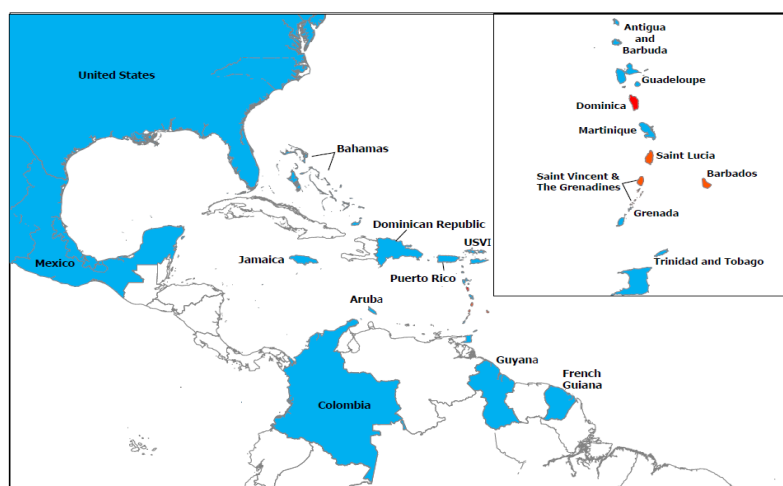 United States
Bahamas
Dominican Republic
USVI
Mexico
Jamaica
Puerto Rico
Aruba
Guyana
French
Guiana
Colombia
Antigua
and
Barbuda
Guadeloupe
Dominica
Martinique
Saint Lucia
Saint Vincent &
The Grenadines
Barbados
Grenada
Trinidad and Tobago